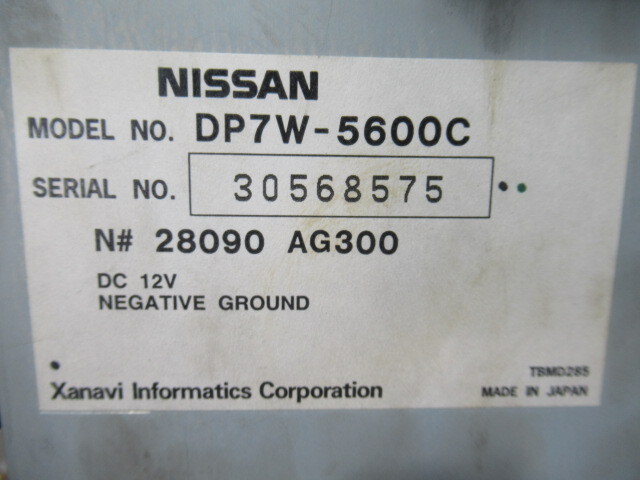 NISSAN
MODEL NO. DP7W-5600C
SERIAL NO. 30568575
N# 28090 AG300
DC 12V
NEGATIVE GROUND
TBMD285
Xanavi Informatics Corporation
MADE IN JAPAN